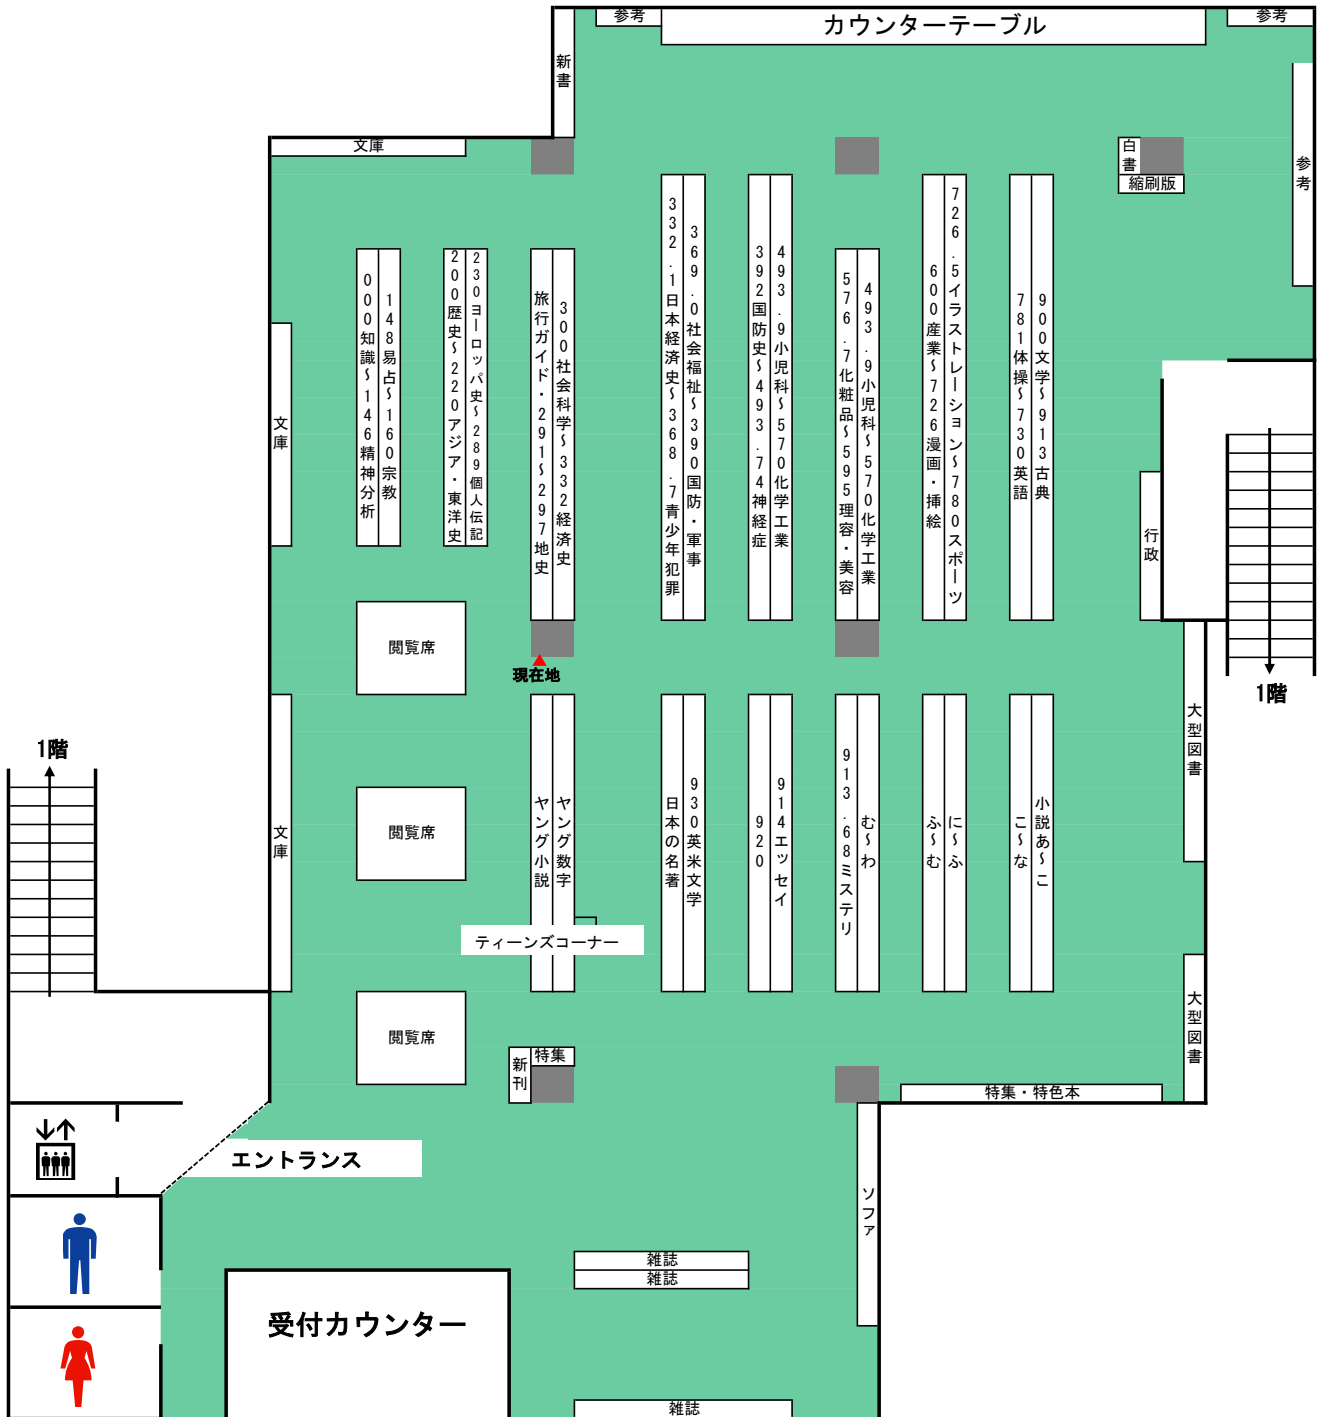 参考
カウンターテーブル
参考
新書
文庫
白書
縮刷版
参考
000知識～146精神分析
148易占～160宗教
200歴史～220アジア・東洋史
230ヨーロッパ史～289個人伝記
旅行ガイド・291～297地史
300社会科学～332経済史
332.1日本経済史～368.7青少年犯罪
369.0社会福祉～390国防・軍事
392国防史～493.74神経症
493.9小児科～570化学工業
576.7化粧品～595理容・美容
493.9小児科～570化学工業
600産業～726漫画・挿絵
726.5イラストレーション～780スポーツ
781体操～730英語
900文学～913古典
文庫
行政
閲覧席
現在地
1階
大型図書
1階
文庫
閲覧席
ヤング小説
ヤング数字
日本の名著
930英米文学
920
914エッセイ
913.68ミステリ
む～わ
ふ～む
に～ふ
こ～な
小説あ～こ
ティーンズコーナー
大型図書
閲覧席
新刊
特集
特集・特色本
エントランス
ソファ
雑誌
雑誌
受付カウンター
雑誌